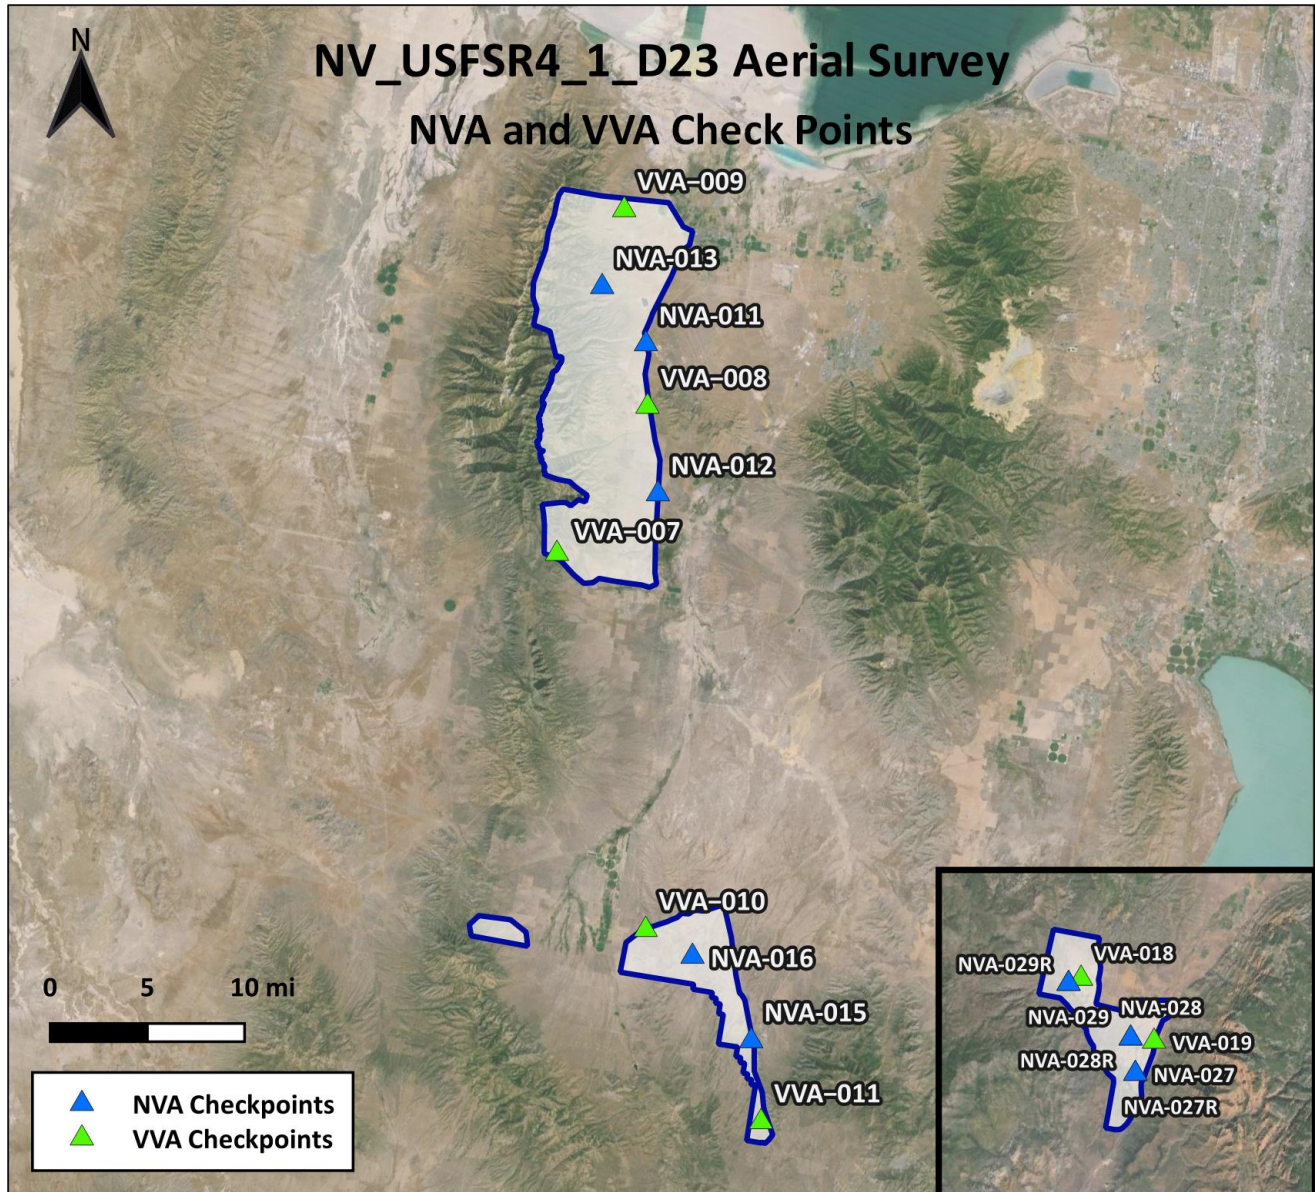 N
NV_USFSR4_1_D23 Aerial Survey
NVA and VVA Check Points
VVA–009
NVA-013
NVA-011
VVA–008
NVA-012
VVA–007
VVA–010
NVA-016
NVA-015
VVA–011
0 5 10 mi
NVA Checkpoints
VVA Checkpoints
VVA-018
NVA-029R
NVA-028
NVA-029
VVA-019
NVA-028R
NVA-027
NVA-027R